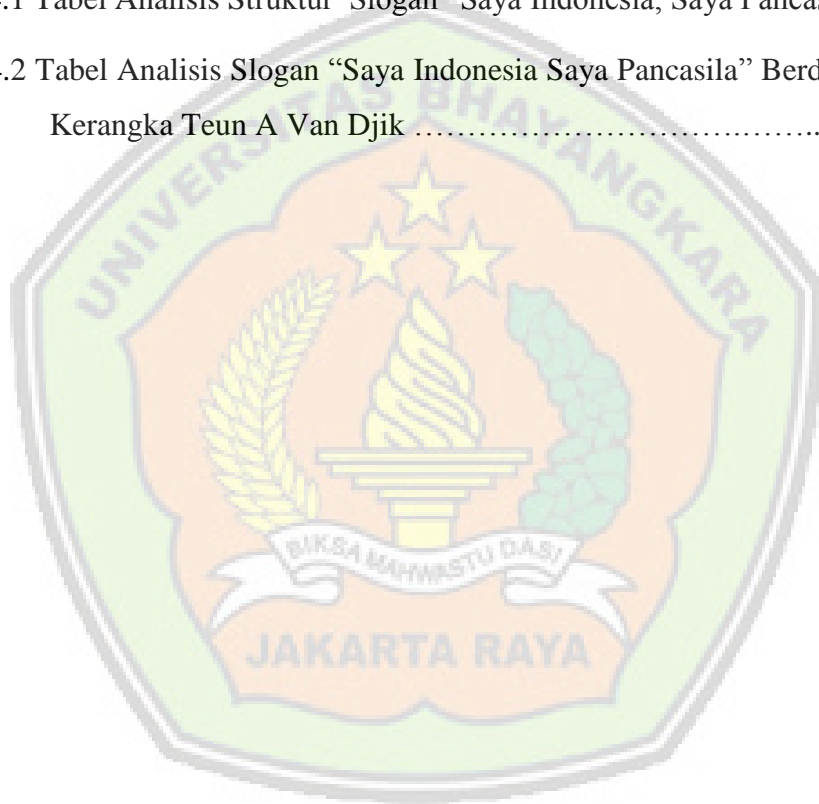 .1 Tabel Analisis Struktur Slogan “Saya Indonesia, Saya Pancas
.2 Tabel Analisis Slogan “Saya Indonesia Saya Pancasila” Berd
Kerangka Teun A Van Djik ……………………………..
UNIVERSITAS BHAYANGKARA
BIKSA MAHWASTU DASI
JAKARTA RAYA